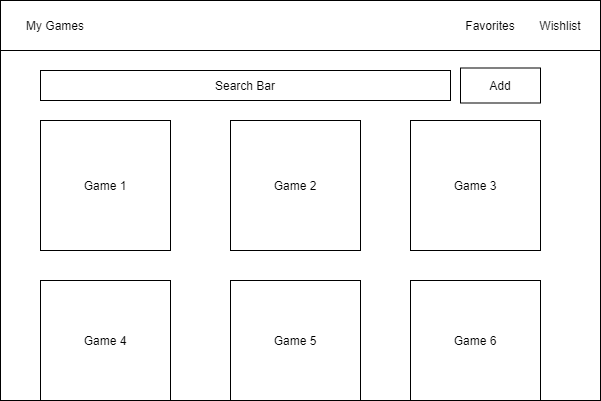 My Games
Favorites
Wishlist
Search Bar
Add
Game 1
Game 2
Game 3
Game 4
Game 5
Game 6